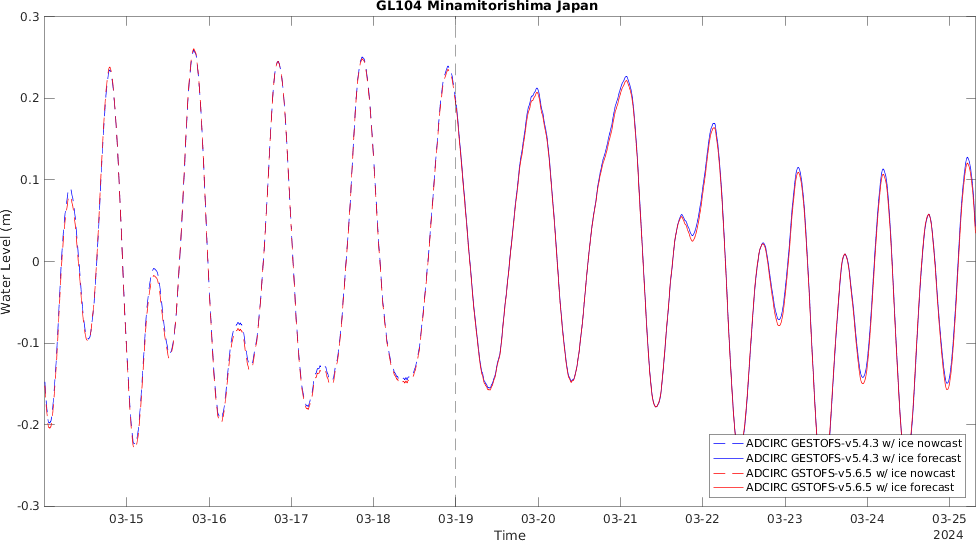 GL104 Minamitorishima Japan
0.3
0.2
0.1
0
-0.1
-0.2
-0.3
Water Level (m)
03-15 03-16 03-17 03-18 03-19 03-20 03-21 03-22 03-23 03-24 03-25
Time
2024
ADCIRC GESTOFS-v5.4.3 w/ ice nowcast
ADCIRC GESTOFS-v5.4.3 w/ ice forecast
ADCIRC GSTOFS-v5.6.5 w/ ice nowcast
ADCIRC GSTOFS-v5.6.5 w/ ice forecast